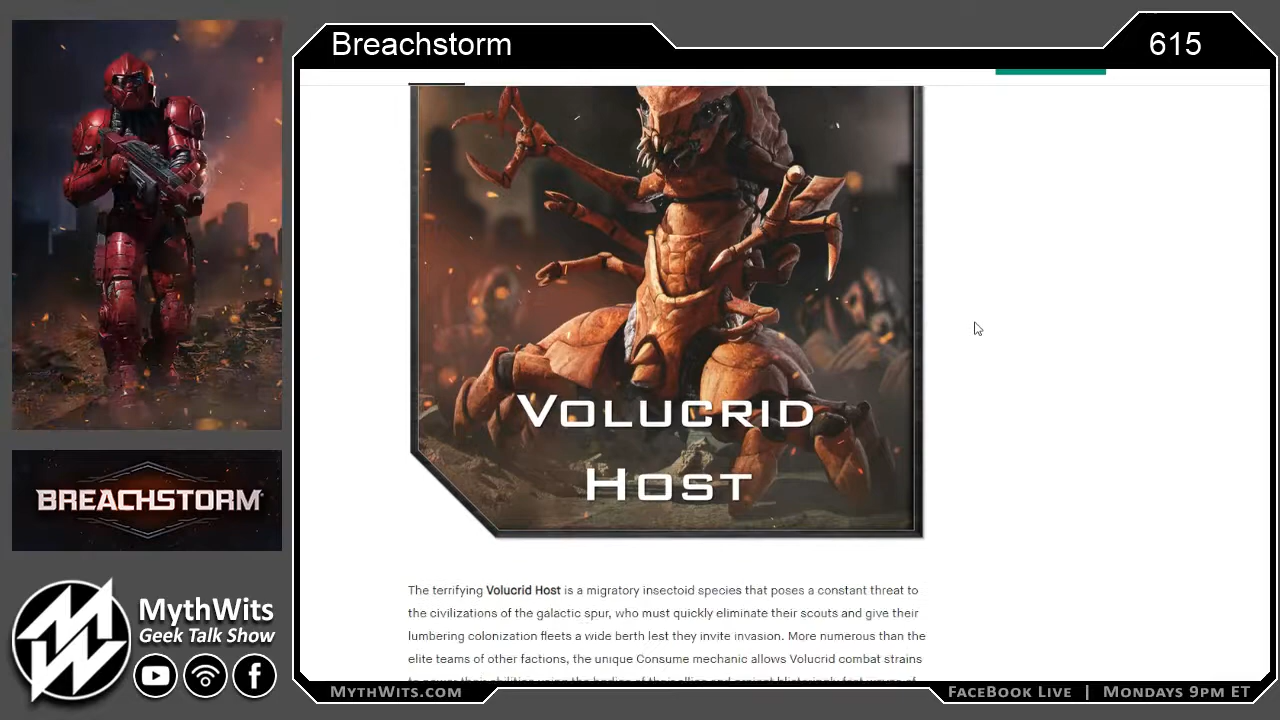 Breachstorm
615
Volucrid
Host
BREACHSTORM
The terrifying Volucrid Host is a migratory insectoid species that poses a constant threat to
the civilizations of the galactic spur, who must quickly eliminate their scouts and give their
lumbering colonization fleets a wide berth lest they invite invasion. More numerous than the
elite teams of other factions, the unique Consume mechanic allows Volucrid combat strains
MythWits
Geek Talk Show
MythWits.com
FaceBook Live | Mondays 9pm ET